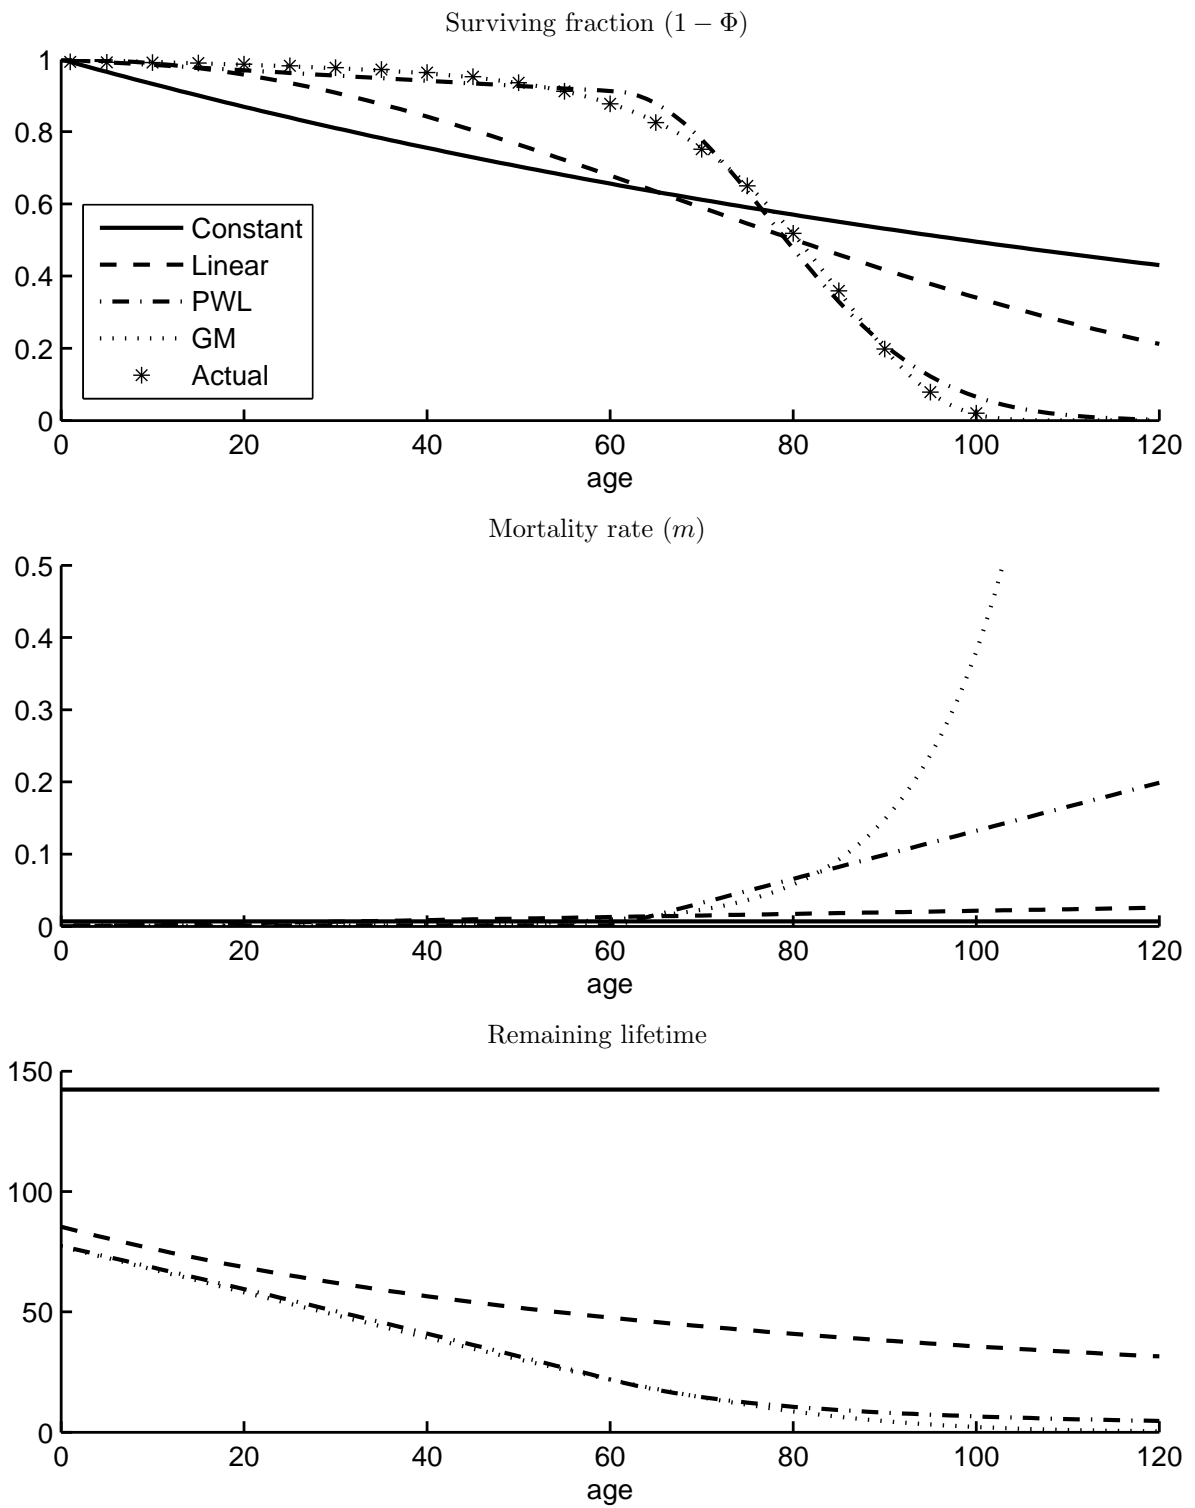 Surviving fraction (1 − Φ)
1
0.8
0.6
0.4
0.2
0
Constant
Linear
PWL
GM
Actual
0 20 40 60 80 100 120
age
Mortality rate (m)
0.5
0.4
0.3
0.2
0.1
0
0 20 40 60 80 100 120
age
Remaining lifetime
150
100
50
0
0 20 40 60 80 100 120
age